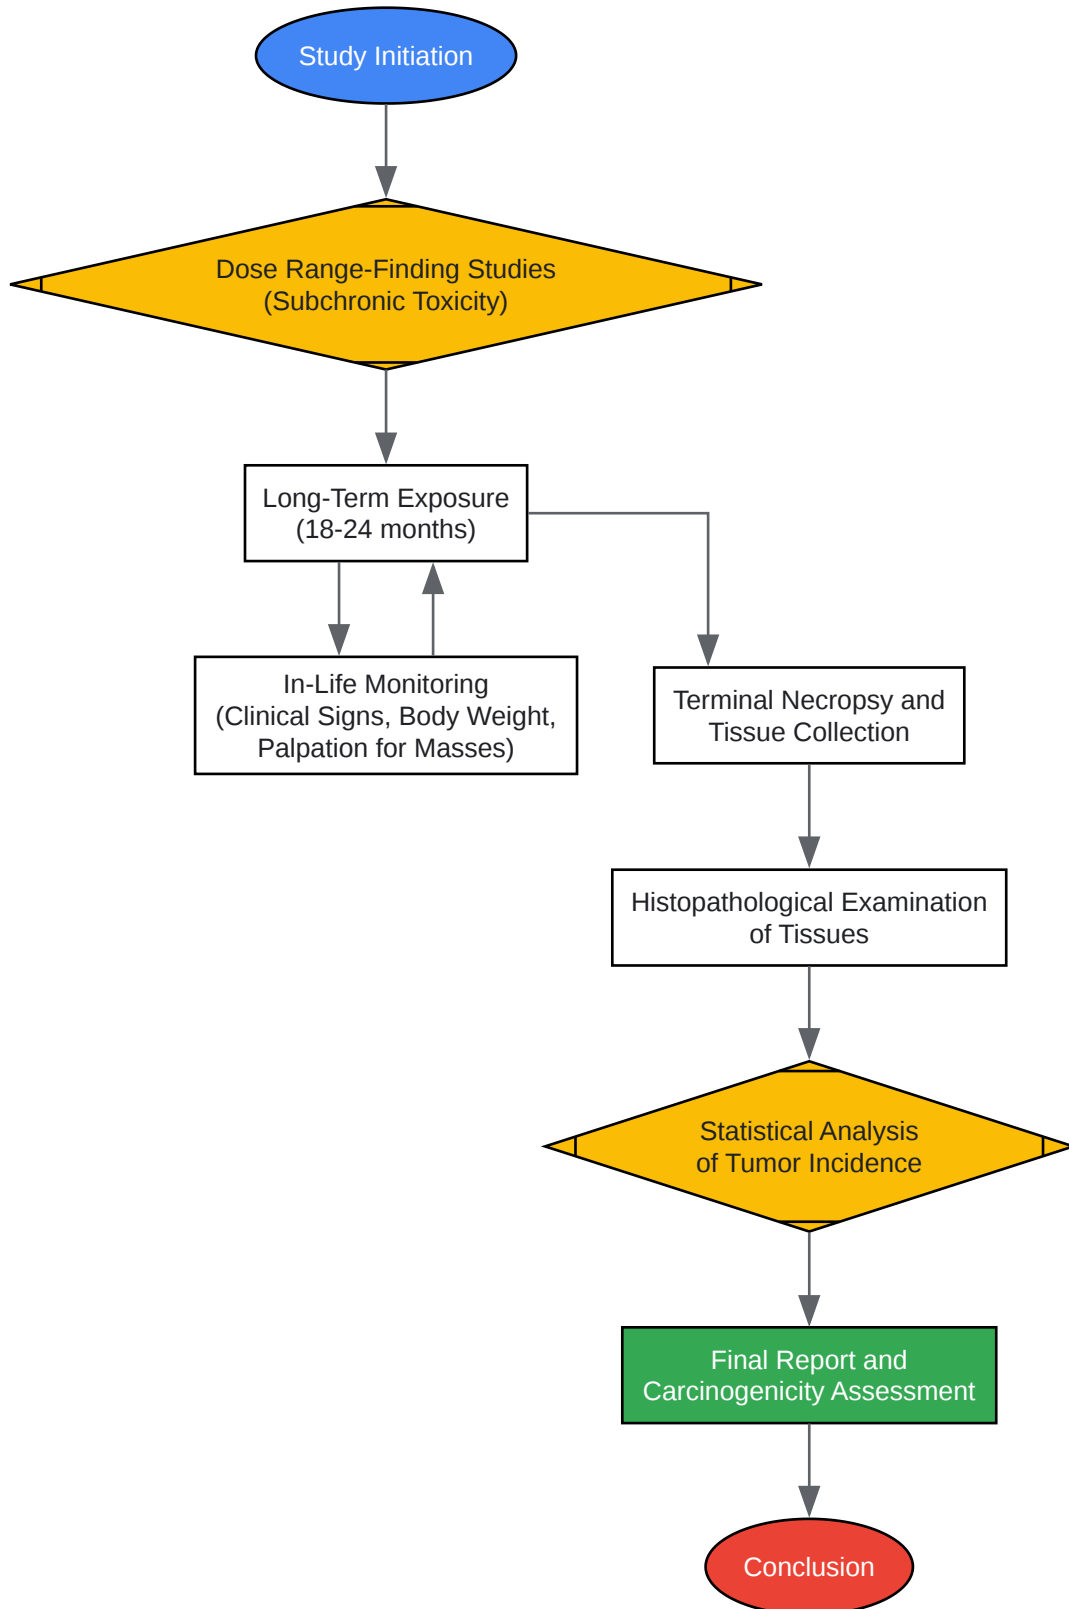 Study Initiation
Dose Range-Finding Studies
(Subchronic Toxicity)
Long-Term Exposure
(18-24 months)
In-Life Monitoring
(Clinical Signs, Body Weight,
Palpation for Masses)
Terminal Necropsy and
Tissue Collection
Histopathological Examination
of Tissues
Statistical Analysis
of Tumor Incidence
Final Report and
Carcinogenicity Assessment
Conclusion